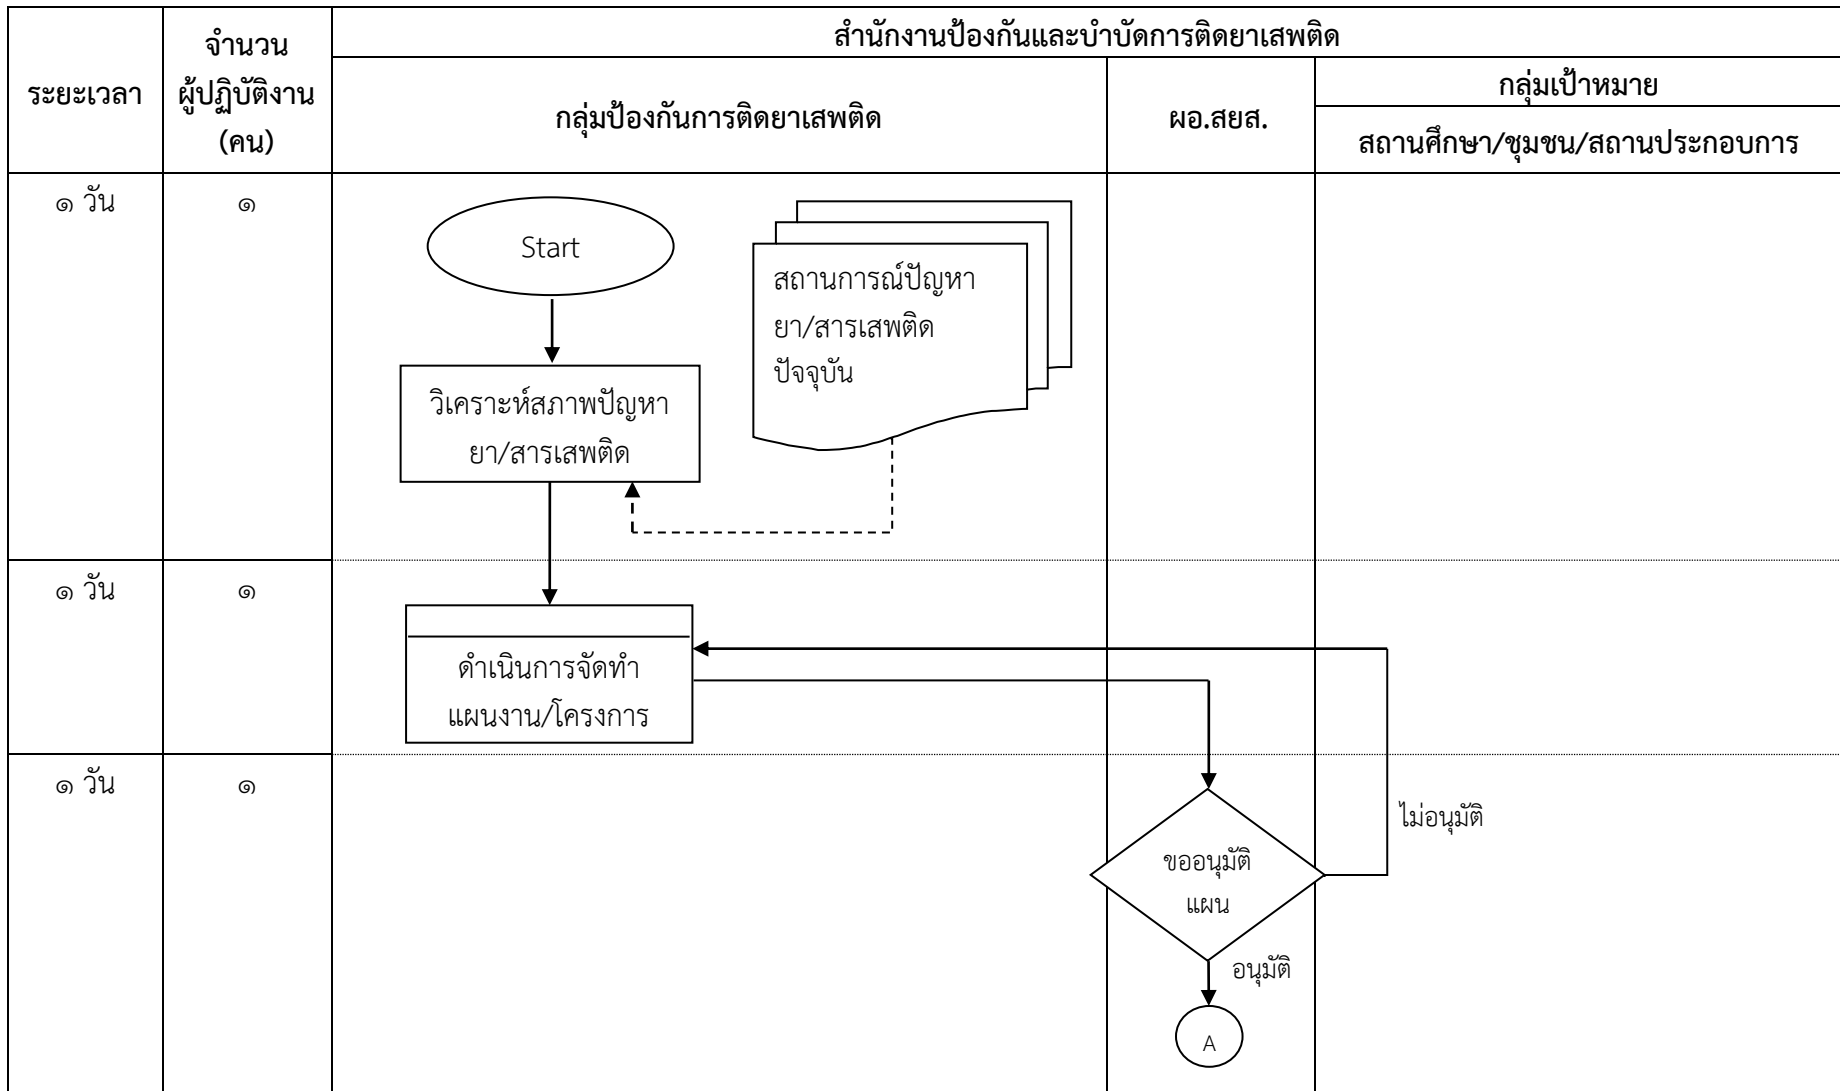 ระยะเวลา
จำนวน
ผู้ปฏิบัติงาน
(คน)
สำนักงานป้องกันและบำบัดการติดยาเสพติด
กลุ่มป้องกันการติดยาเสพติด
ผอ.สยส.
กลุ่มเป้าหมาย
สถานศึกษา/ชุมชน/สถานประกอบการ
๑ วัน
๑
Start
สถานการณ์ปัญหา
ยา/สารเสพติด
ปัจจุบัน
วิเคราะห์สภาพปัญหา
ยา/สารเสพติด
๑ วัน
๑
ดำเนินการจัดทำ
แผนงาน/โครงการ
๑ วัน
๑
ไม่อนุมัติ
ขออนุมัติ
แผน
อนุมัติ
A